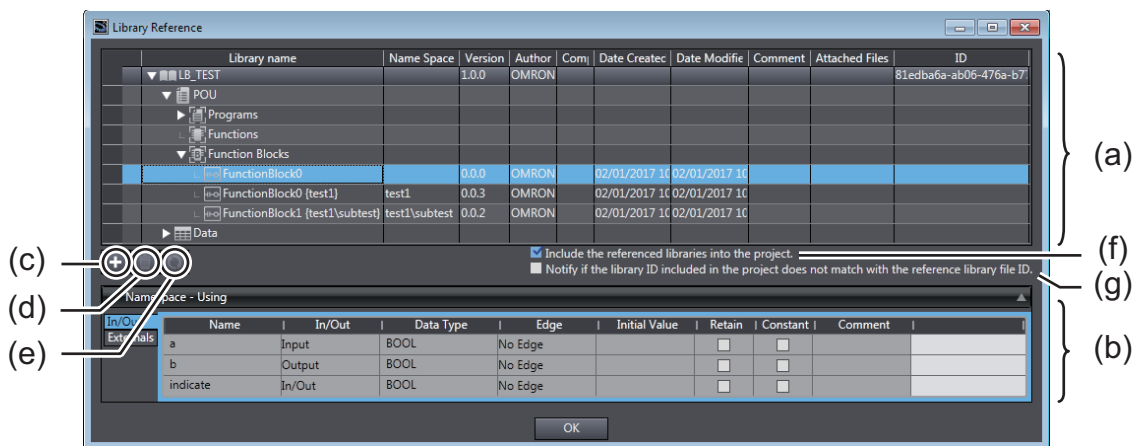 Library Reference
Library name Name Space Version Author Com Date Createc Date Modifie Comment Attached Files ID
LB_TEST 1.0.0 OMRON 81edba6a-ab06-476a-b7
POU
Programs
Functions
Function Blocks
FunctionBlock0 0.0.0 OMRON 02/01/2017 10 02/01/2017 10
FunctionBlock0 {test1} test1 0.0.3 OMRON 02/01/2017 10 02/01/2017 10
FunctionBlock1 {test1\subtest} test1\subtest 0.0.2 OMRON 02/01/2017 10 02/01/2017 10
Data
(a)
(c)
(d)
(e)
Include the referenced libraries into the project.
(f)
Notify if the library ID included in the project does not match with the reference library file ID.
(g)
Namespace - Using
In/Out
Externals
Name In/Out Data Type Edge Initial Value Retain Constant Comment
a Input BOOL No Edge
b Output BOOL No Edge
indicate In/Out BOOL No Edge
(b)
OK